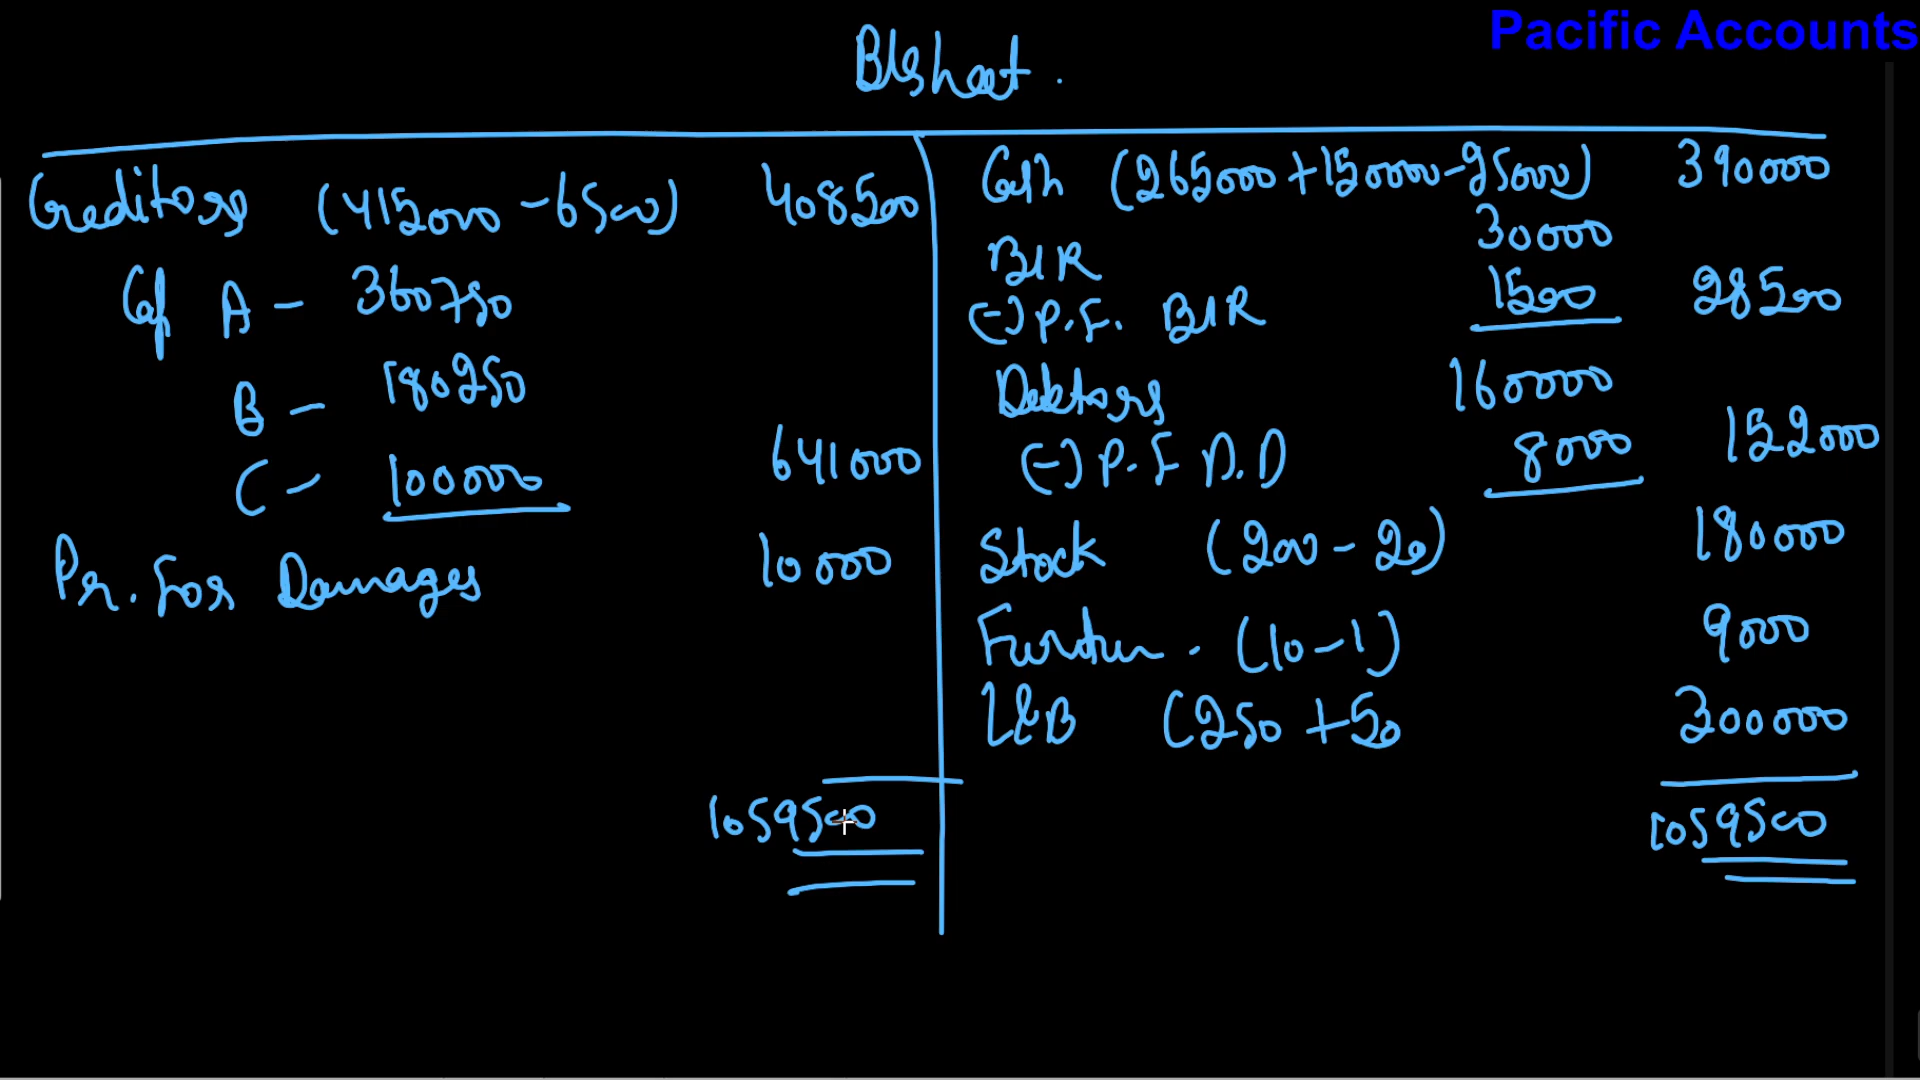 Pacific Accounts
B/Sheet.
Creditors (415000 - 6500) 408500
Cap A - 360750
B - 180250
C - 100000 641000
Pr. for Damages 10000
1059500
Cash (265000 + 150000 - 25000) 390000
B/R 30000
(-) P.F. B/R 1500 28500
Debtors 160000
(-) P.F D.D 8000 152000
Stock (200 - 20) 180000
Furniture. (10 - 1) 9000
L&B (250 + 50 300000
1059500